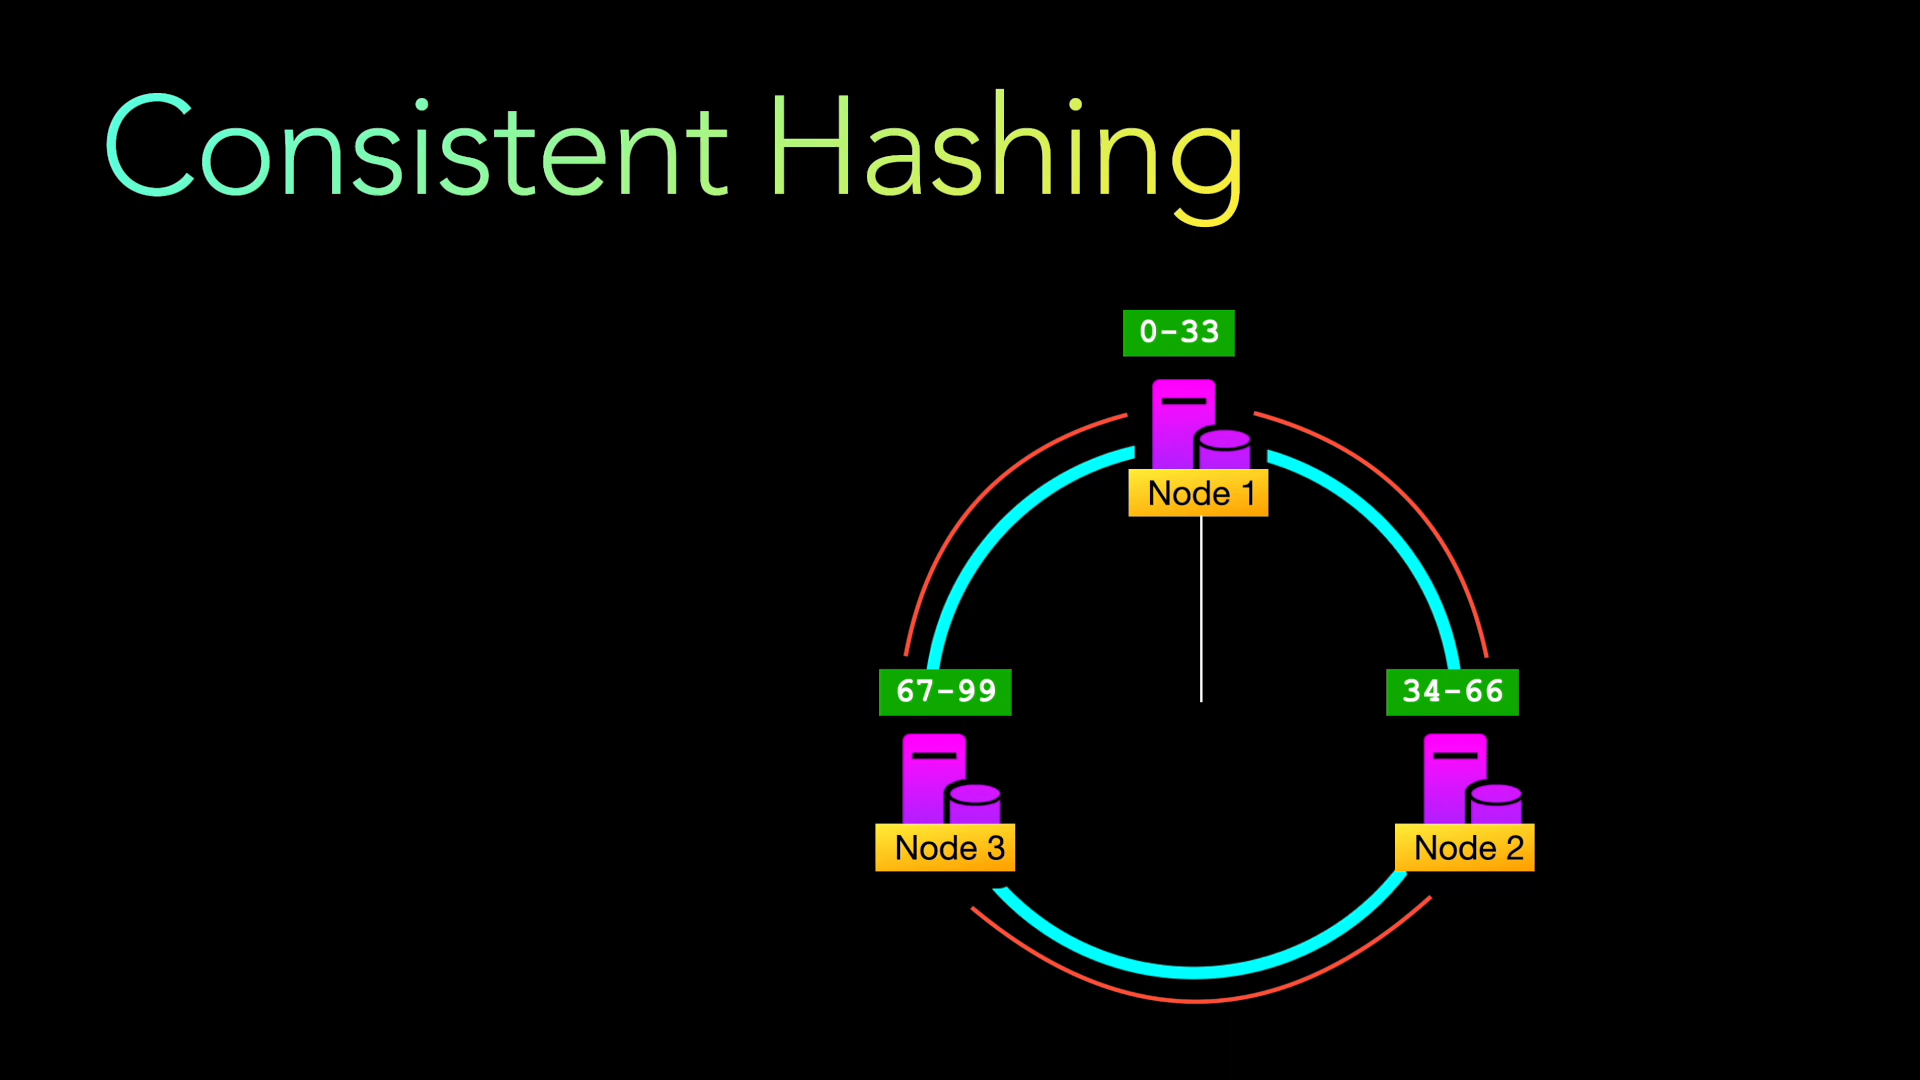 Consistent Hashing
0-33
Node 1
67-99
34-66
Node 3
Node 2